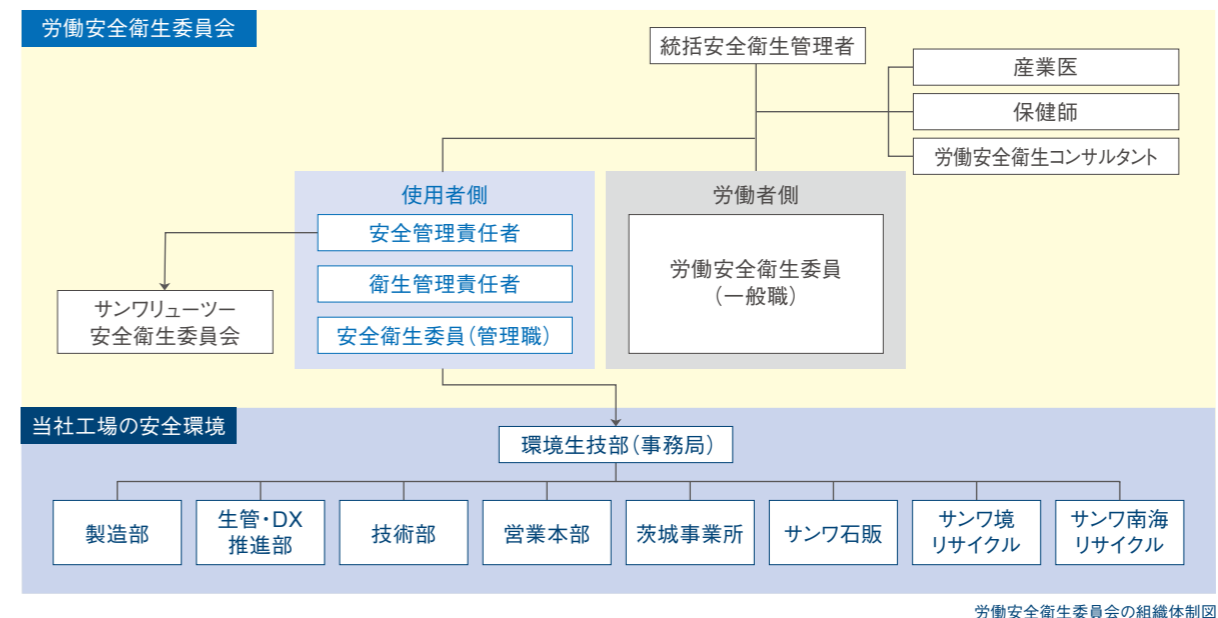 労働安全衛生委員会
統括安全衛生管理者
産業医
保健師
労働安全衛生コンサルタント
使用者側
安全管理責任者
衛生管理責任者
安全衛生委員(管理職)
労働者側
労働安全衛生委員
(一般職)
サンワリューツー
安全衛生委員会
当社工場の安全環境
環境生技部(事務局)
製造部
生管・DX
推進部
技術部
営業本部
茨城事業所
サンワ石販
サンワ境
リサイクル
サンワ南海
リサイクル
労働安全衛生委員会の組織体制図